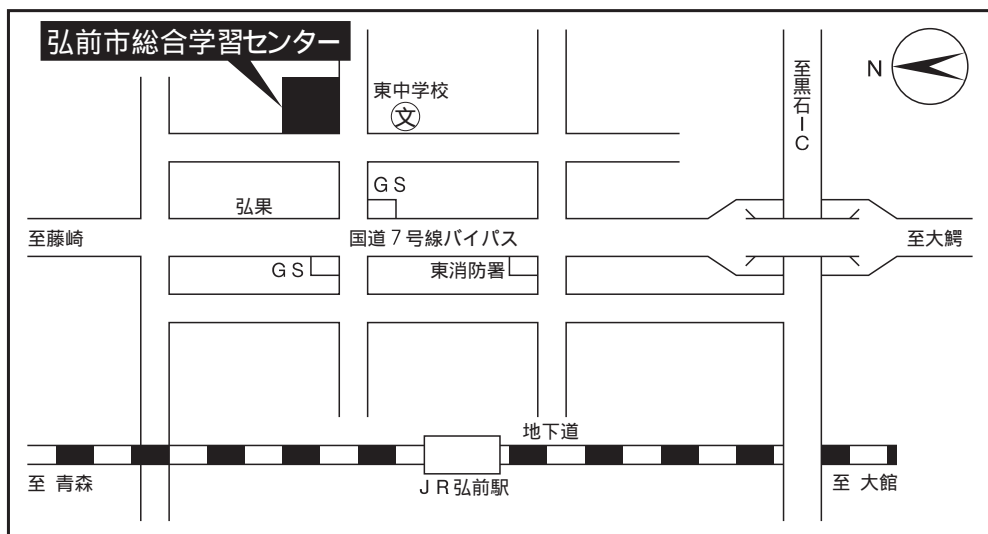 弘前市総合学習センター
N
至黒石IC
東中学校
文
GS
弘果
至藤崎
国道7号線バイパス
至大鰐
GS
東消防署
地下道
至 青森
JR弘前駅
至 大館